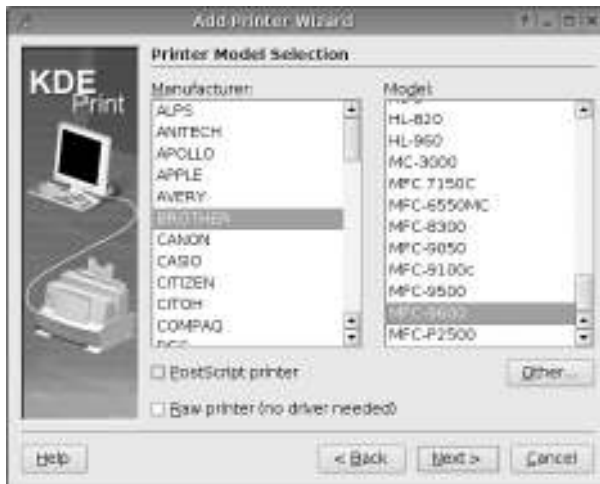 Add Printer Wizard
KDE
Print
Printer Model Selection
Manufacturer:
ALPS
ANITECH
APOLLO
APPLE
AVERY
BROTHER
CANON
CASIO
CITIZEN
CITOH
COMPAQ
Model:
HL-820
HL-960
MC-3000
MFC 7150C
MFC-6550MC
MFC-8300
MFC-9050
MFC-9100c
MFC-9500
MFC-9600
MFC-P2500
PostScript printer
Other...
Raw printer (no driver needed)
Help
< Back
Next >
Cancel